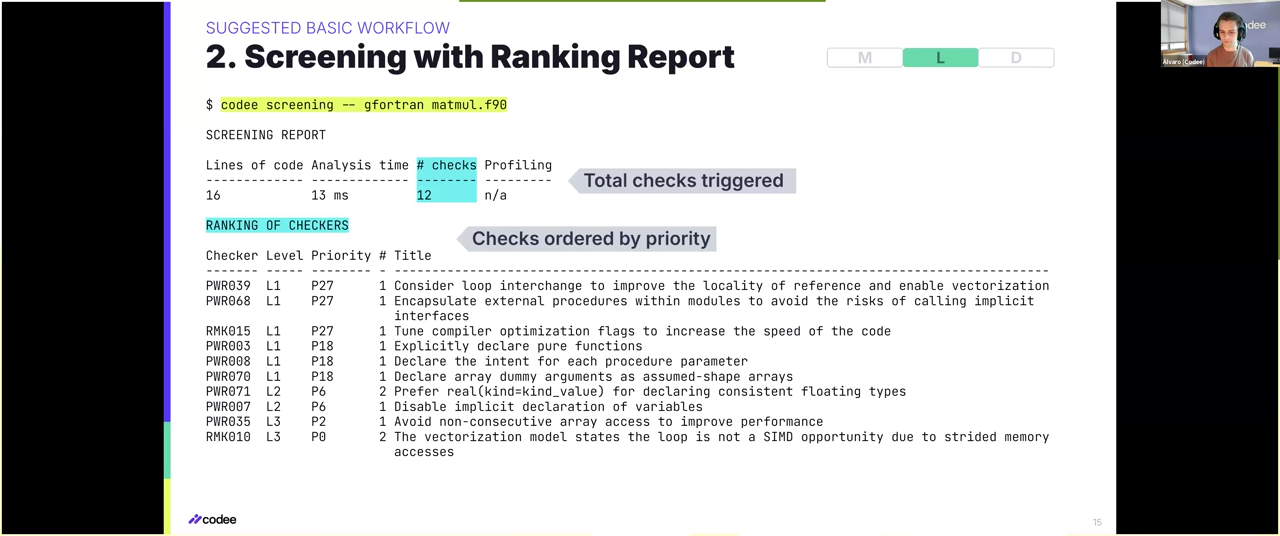 SUGGESTED BASIC WORKFLOW
2. Screening with Ranking Report
M L D
$ codee screening -- gfortran matmul.f90
SCREENING REPORT
Lines of code Analysis time # checks Profiling
------------- ------------- -------- ---------
16 13 ms 12 n/a
Total checks triggered
RANKING OF CHECKERS
Checks ordered by priority
Checker Level Priority # Title
------- ----- -------- - ---------------------------------------------------------------------------------------
PWR039 L1 P27 1 Consider loop interchange to improve the locality of reference and enable vectorization
PWR068 L1 P27 1 Encapsulate external procedures within modules to avoid the risks of calling implicit
interfaces
RMK015 L1 P27 1 Tune compiler optimization flags to increase the speed of the code
PWR003 L1 P18 1 Explicitly declare pure functions
PWR008 L1 P18 1 Declare the intent for each procedure parameter
PWR070 L1 P18 1 Declare array dummy arguments as assumed-shape arrays
PWR071 L2 P6 2 Prefer real(kind=kind_value) for declaring consistent floating types
PWR007 L2 P6 1 Disable implicit declaration of variables
PWR035 L3 P2 1 Avoid non-consecutive array access to improve performance
RMK010 L3 P0 2 The vectorization model states the loop is not a SIMD opportunity due to strided memory
accesses
codee
15
dee
Álvaro (Codee)